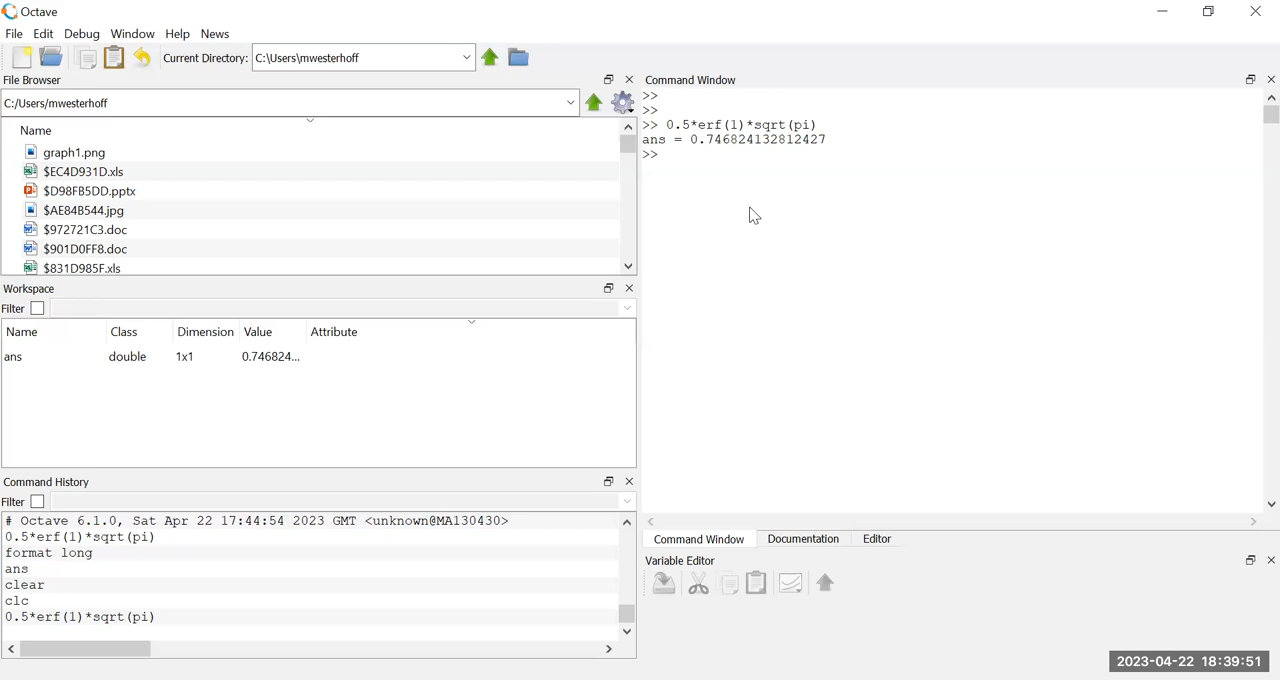 Octave
File Edit Debug Window Help News
Current Directory: C:\Users\mwesterhoff
File Browser
C:/Users/mwesterhoff
Name
graph1.png
$EC4D931D.xls
$D98FB5DD.pptx
$AE84B544.jpg
$972721C3.doc
$901D0FF8.doc
$831D985F.xls
Workspace
Filter
Name Class Dimension Value Attribute
ans double 1x1 0.746824...
Command History
Filter
# Octave 6.1.0, Sat Apr 22 17:44:54 2023 GMT <unknown@MA130430>
0.5*erf(1)*sqrt(pi)
format long
ans
clear
clc
0.5*erf(1)*sqrt(pi)
Command Window
>>
>>
>> 0.5*erf(1)*sqrt(pi)
ans = 0.746824132812427
>>
Command Window Documentation Editor
Variable Editor
2023-04-22 18:39:51